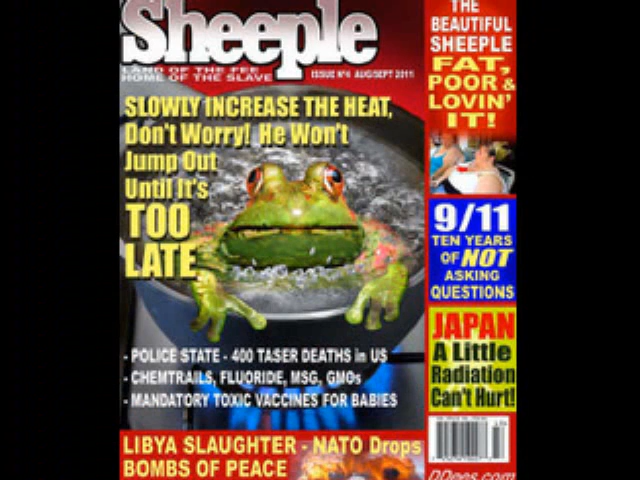 Sheeple
LAND OF THE FEE
HOME OF THE SLAVE
ISSUE Nº4 AUG/SEPT 2011
SLOWLY INCREASE THE HEAT,
Don't Worry! He Won't
Jump Out
Until It's
TOO
LATE
- POLICE STATE - 400 TASER DEATHS in US
- CHEMTRAILS, FLUORIDE, MSG, GMOs
- MANDATORY TOXIC VACCINES FOR BABIES
LIBYA SLAUGHTER - NATO Drops
BOMBS OF PEACE
THE
BEAUTIFUL
SHEEPLE
FAT,
POOR &
LOVIN'
IT!
9/11
TEN YEARS
OF NOT
ASKING
QUESTIONS
JAPAN
A Little
Radiation
Can't Hurt!
DDees.com